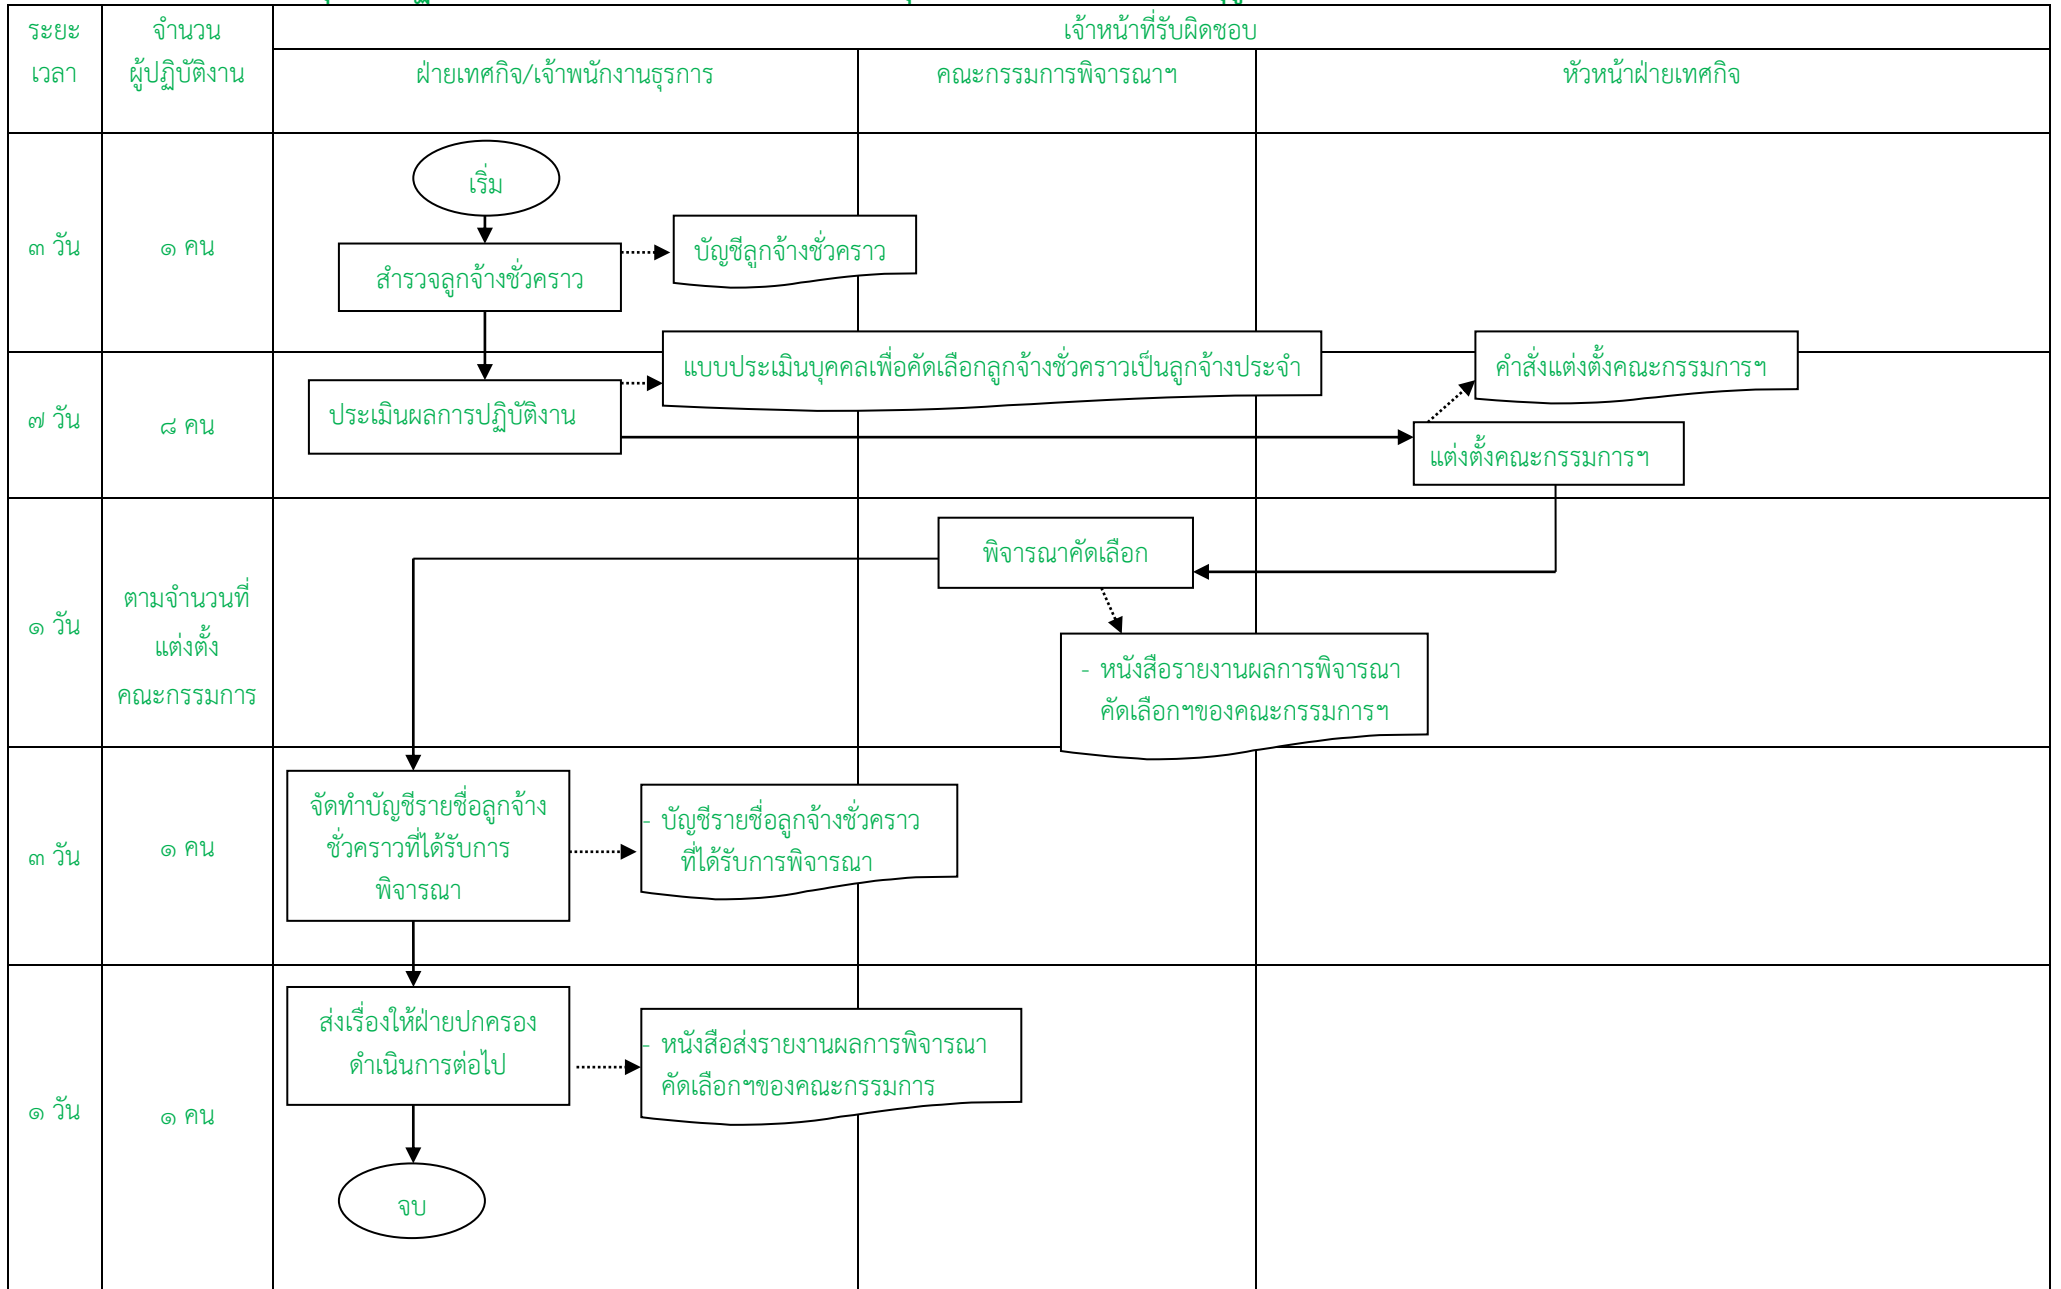 ระยะ
เวลา
จำนวน
ผู้ปฏิบัติงาน
เจ้าหน้าที่รับผิดชอบ
ฝ่ายเทศกิจ/เจ้าพนักงานธุรการ
คณะกรรมการพิจารณาฯ
หัวหน้าฝ่ายเทศกิจ
๓ วัน
๑ คน
เริ่ม
สำรวจลูกจ้างชั่วคราว
บัญชีลูกจ้างชั่วคราว
๗ วัน
๘ คน
ประเมินผลการปฏิบัติงาน
แบบประเมินบุคคลเพื่อคัดเลือกลูกจ้างชั่วคราวเป็นลูกจ้างประจำ
คำสั่งแต่งตั้งคณะกรรมการฯ
แต่งตั้งคณะกรรมการฯ
๑ วัน
ตามจำนวนที่
แต่งตั้ง
คณะกรรมการ
พิจารณาคัดเลือก
- หนังสือรายงานผลการพิจารณา
คัดเลือกฯของคณะกรรมการฯ
๓ วัน
๑ คน
จัดทำบัญชีรายชื่อลูกจ้าง
ชั่วคราวที่ได้รับการ
พิจารณา
- บัญชีรายชื่อลูกจ้างชั่วคราว
ที่ได้รับการพิจารณา
๑ วัน
๑ คน
ส่งเรื่องให้ฝ่ายปกครอง
ดำเนินการต่อไป
- หนังสือส่งรายงานผลการพิจารณา
คัดเลือกฯของคณะกรรมการ
จบ